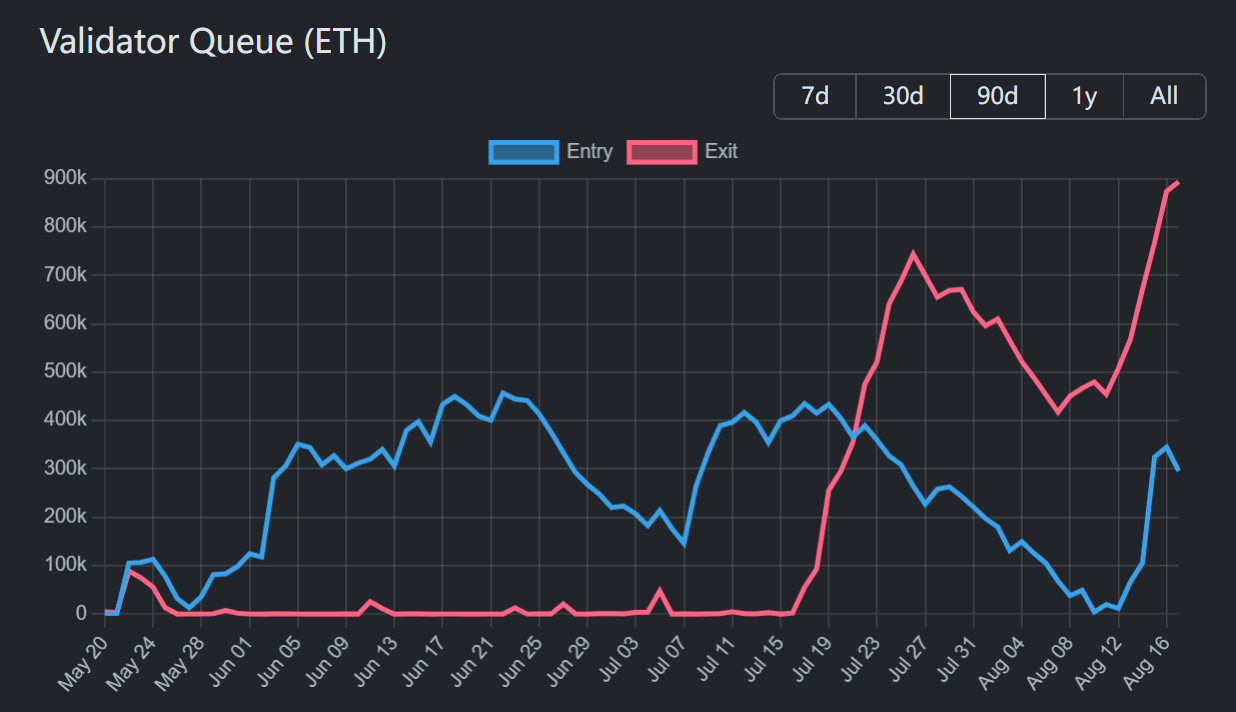 Validator Queue (ETH)
7d 30d 90d 1y All
Entry Exit
900k
800k
700k
600k
500k
400k
300k
200k
100k
0
May 20 May 24 May 28 Jun 01 Jun 05 Jun 09 Jun 13 Jun 17 Jun 21 Jun 25 Jun 29 Jul 03 Jul 07 Jul 11 Jul 15 Jul 19 Jul 23 Jul 27 Jul 31 Aug 04 Aug 08 Aug 12 Aug 16